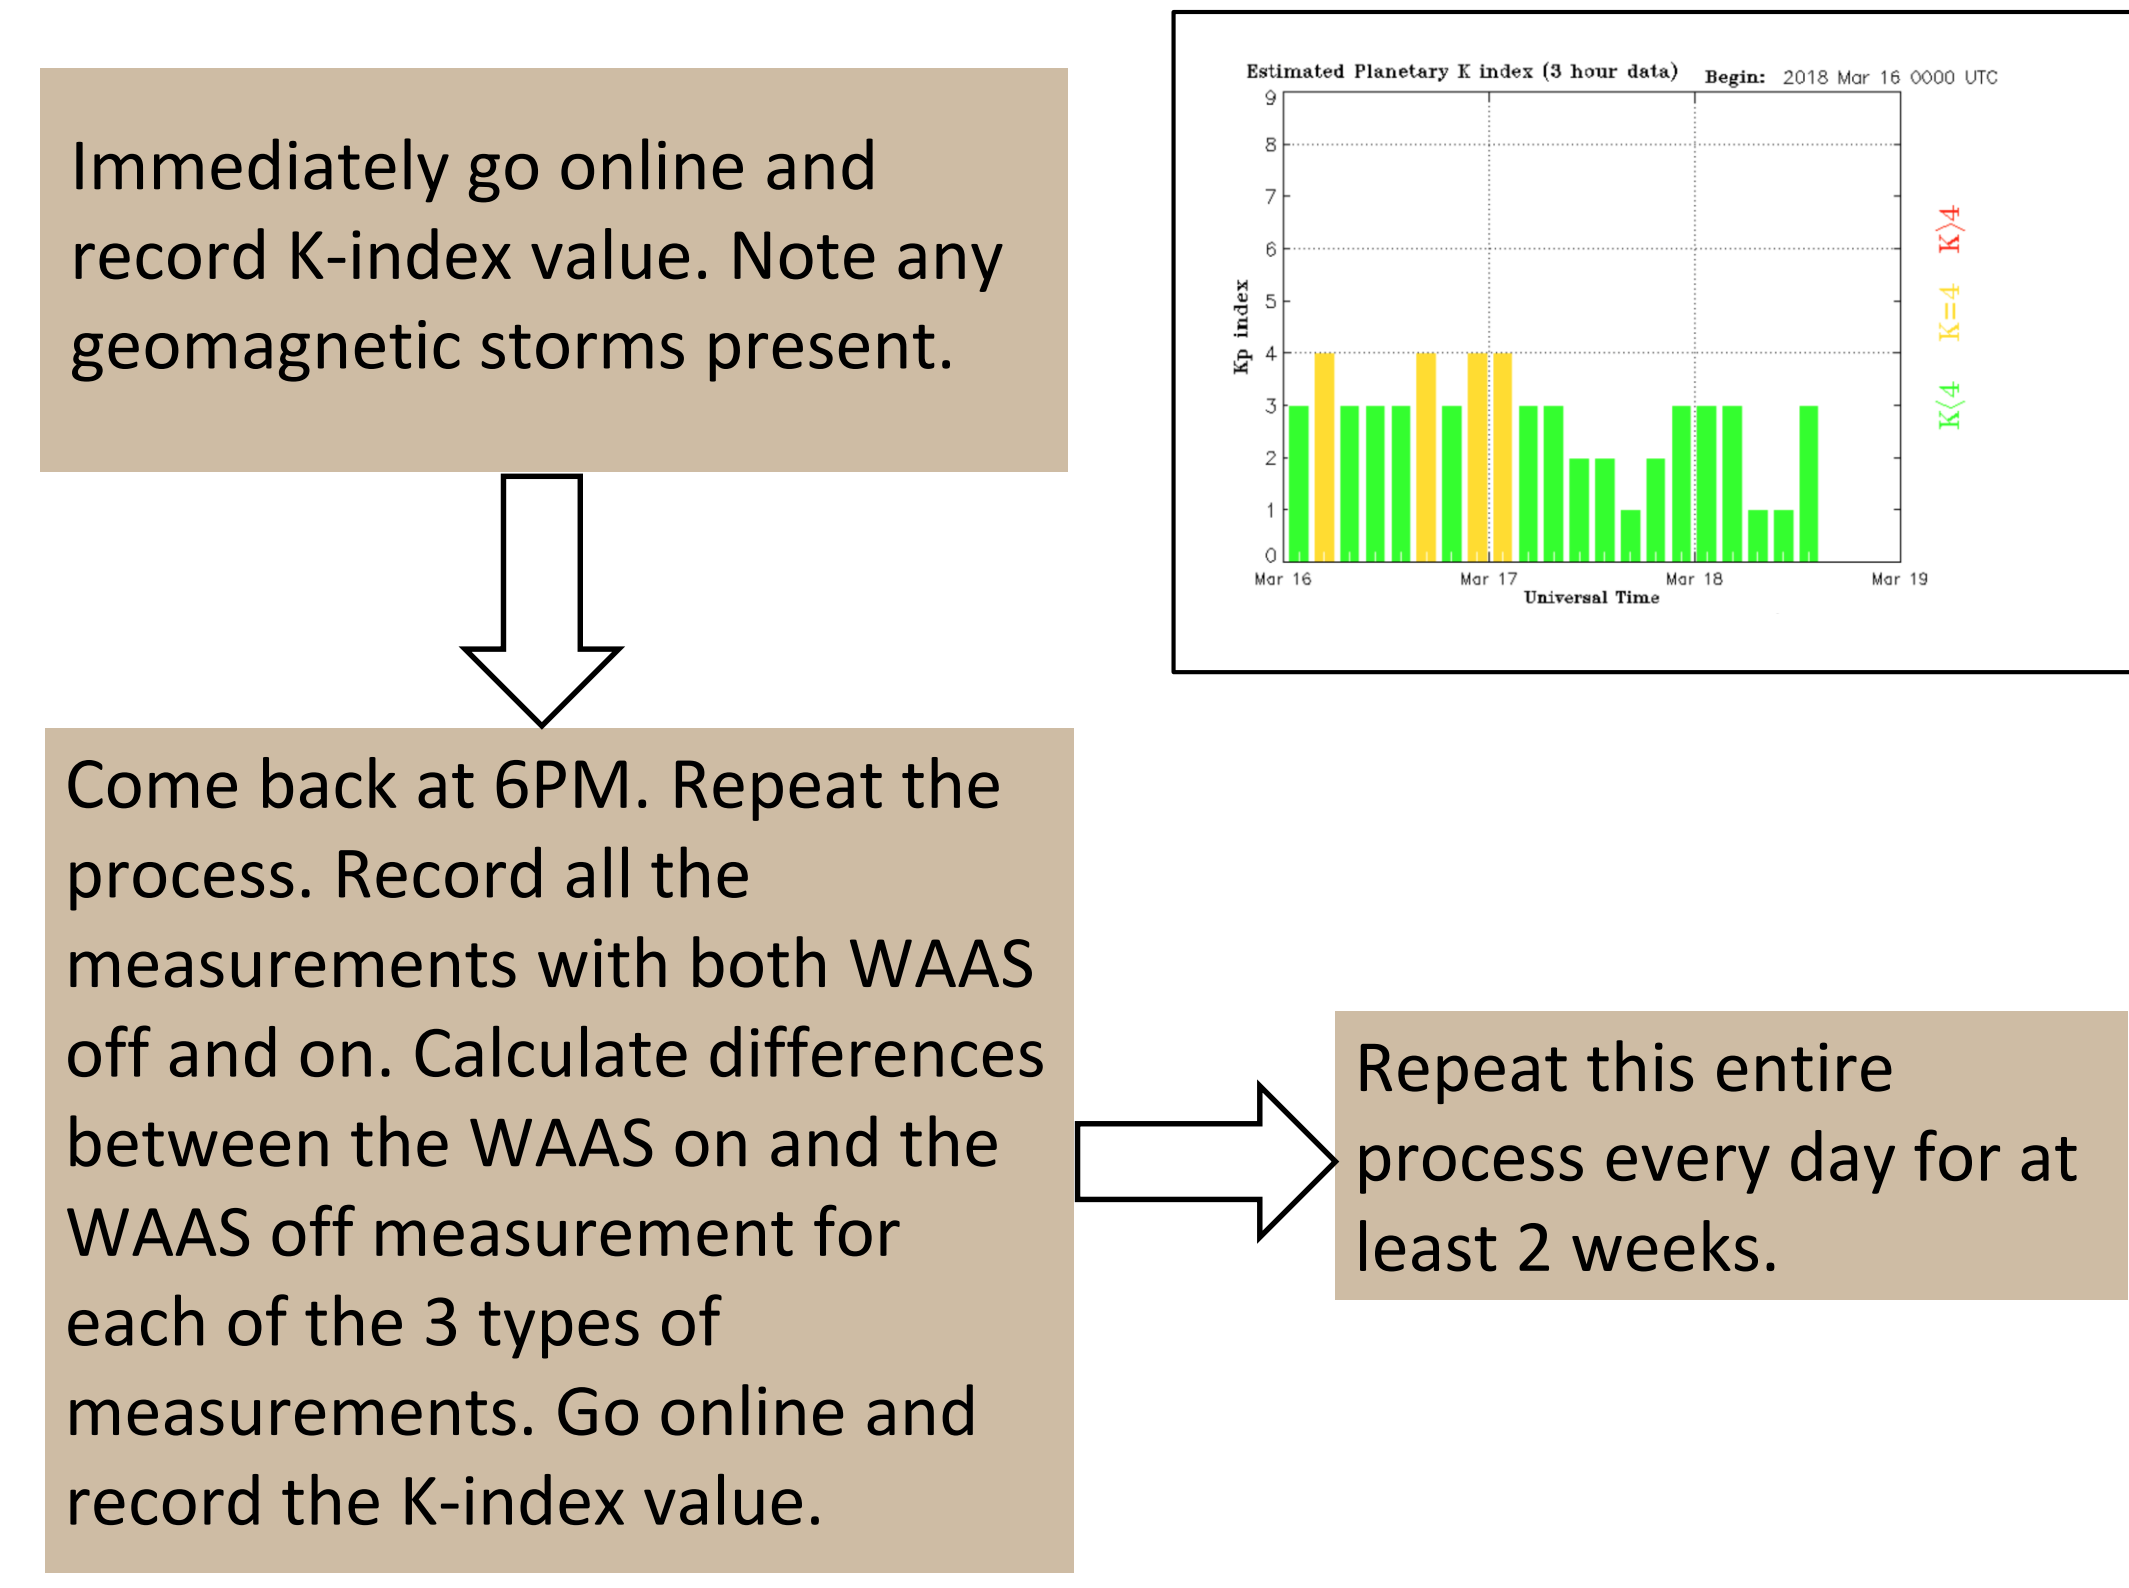 Immediately go online and
record K-index value. Note any
geomagnetic storms present.
Estimated Planetary K index (3 hour data) Begin: 2018 Mar 16 0000 UTC
9
8
7
6
5
4
3
2
1
0
Kp index
K⟩4
K=4
K⟨4
Mar 16 Mar 17 Mar 18 Mar 19
Universal Time
Come back at 6PM. Repeat the
process. Record all the
measurements with both WAAS
off and on. Calculate differences
between the WAAS on and the
WAAS off measurement for
each of the 3 types of
measurements. Go online and
record the K-index value.
Repeat this entire
process every day for at
least 2 weeks.